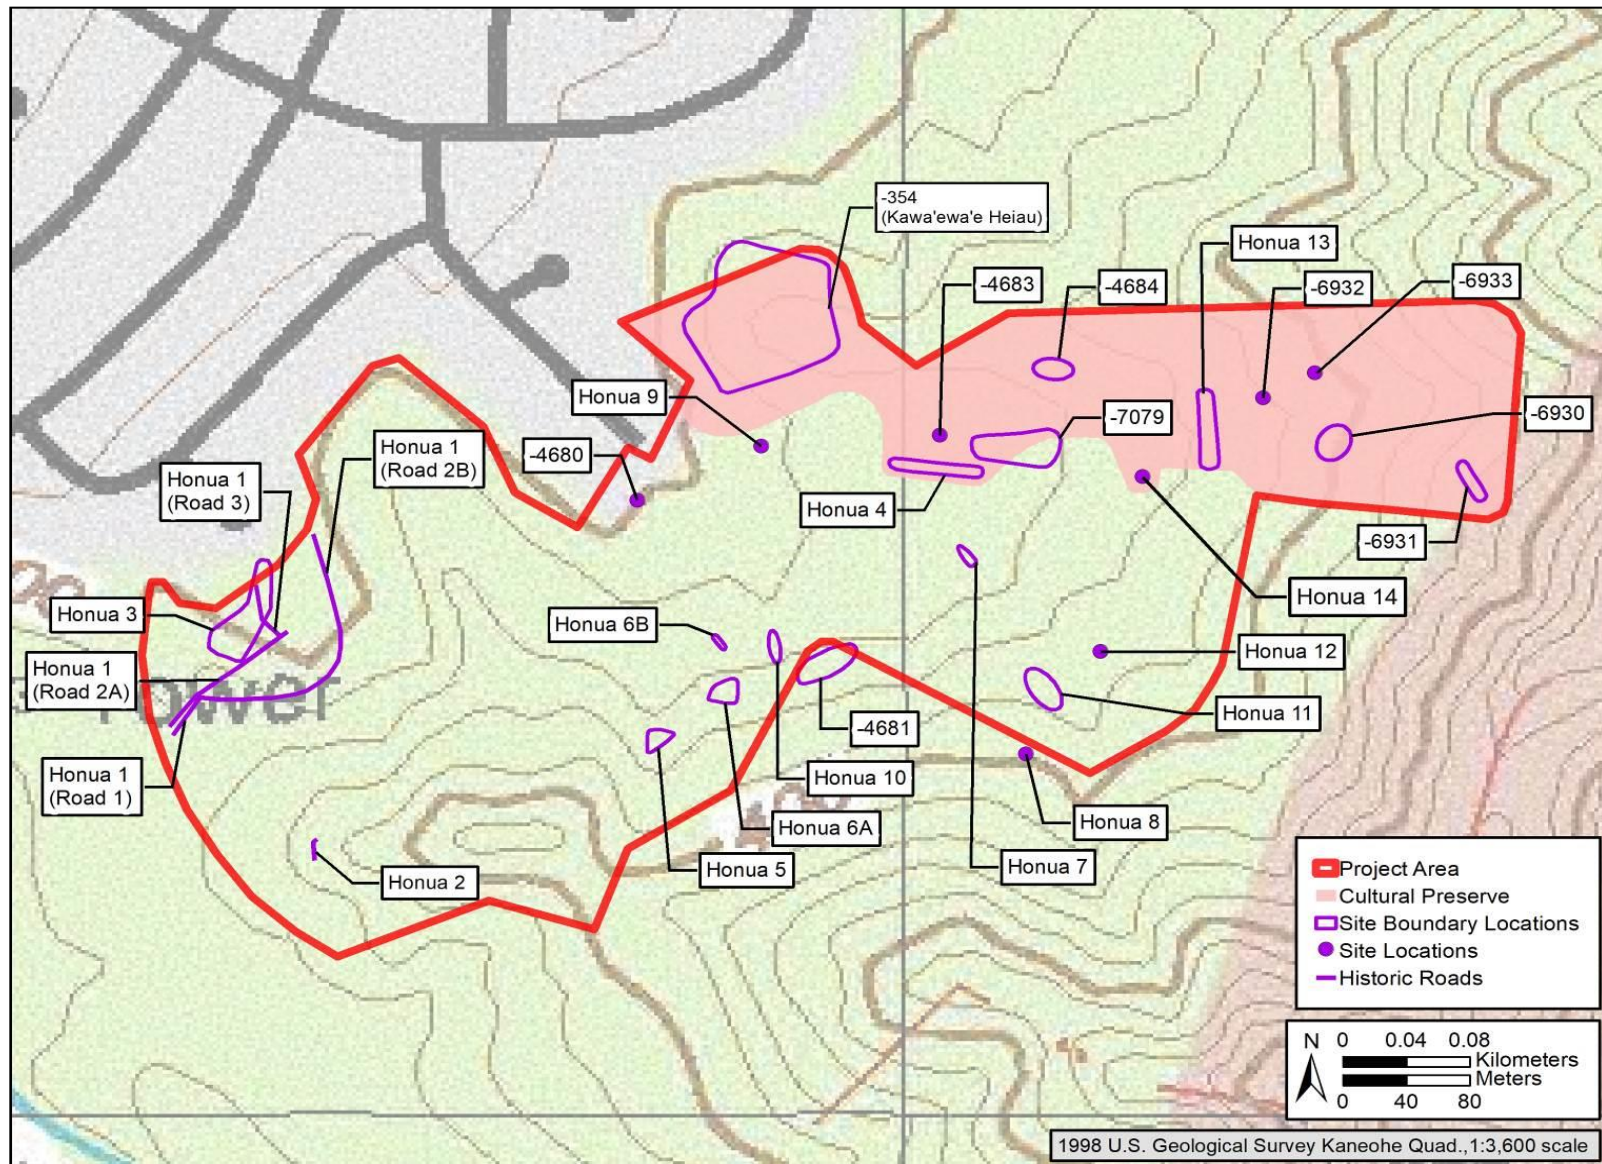 -354
(Kawa'ewa'e Heiau)
Honua 13
-4683
-4684
-6932
-6933
Honua 9
-7079
-6930
Honua 1
(Road 2B)
-4680
Honua 1
(Road 3)
Honua 4
-6931
Honua 14
Honua 3
Honua 6B
Honua 12
Honua 1
(Road 2A)
Tower
Honua 11
-4681
Honua 1
(Road 1)
Honua 10
Honua 6A
Honua 8
Honua 5
Honua 7
Honua 2
Project Area
Cultural Preserve
Site Boundary Locations
Site Locations
Historic Roads
N
0 0.04 0.08
Kilometers
Meters
0 40 80
1998 U.S. Geological Survey Kaneohe Quad.,1:3,600 scale